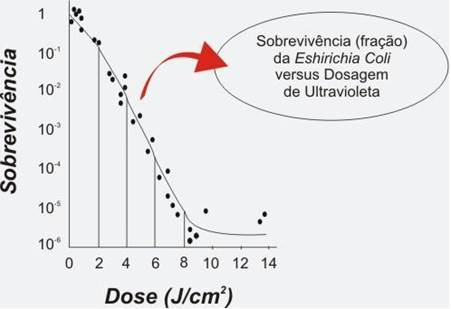 Sobrevivência
1
10-1
10-2
10-3
10-4
10-5
10-6
0 2 4 6 8 10 12 14
Dose (J/cm2)
Sobrevivência (fração)
da Eshirichia Coli
versus Dosagem
de Ultravioleta